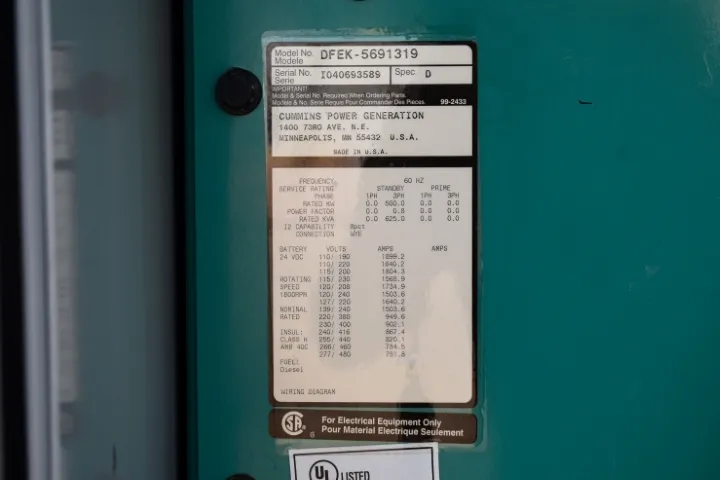 Model No. DFEK-5691319
Modele
Serial No. I040693589 Spec D
Serie
IMPORTANT!
Model & Serial No. Required When Ordering Parts.
Modele & No. Serie Requis Pour Commander Des Pieces. 99-2433
CUMMINS POWER GENERATION
1400 73RD AVE. N.E.
MINNEAPOLIS, MN 55432 U.S.A.
MADE IN U.S.A.
FREQUENCY 60 HZ
SERVICE RATING STANDBY PRIME
PHASE 1PH 3PH 1PH 3PH
RATED KW 0.0 500.0 0.0 0.0
POWER FACTOR 0.0 0.8 0.0 0.0
RATED KVA 0.0 625.0 0.0 0.0
I2 CAPABILITY 8pct
CONNECTION WYE
BATTERY VOLTS AMPS AMPS
24 VDC 110/ 190 1899.2
110/ 220 1640.2
115/ 200 1804.3
ROTATING 115/ 230 1568.9
SPEED 120/ 208 1734.9
1800RPM 120/ 240 1503.6
127/ 220 1640.2
NOMINAL 139/ 240 1503.6
RATED 220/ 380 949.6
230/ 400 902.1
INSUL: 240/ 416 867.4
CLASS H 255/ 440 820.1
AMB 40C 266/ 460 784.5
277/ 480 751.8
FUEL:
Diesel
WIRING DIAGRAM
SA ® For Electrical Equipment Only
G Pour Material Electrique Seulement
UL LISTED